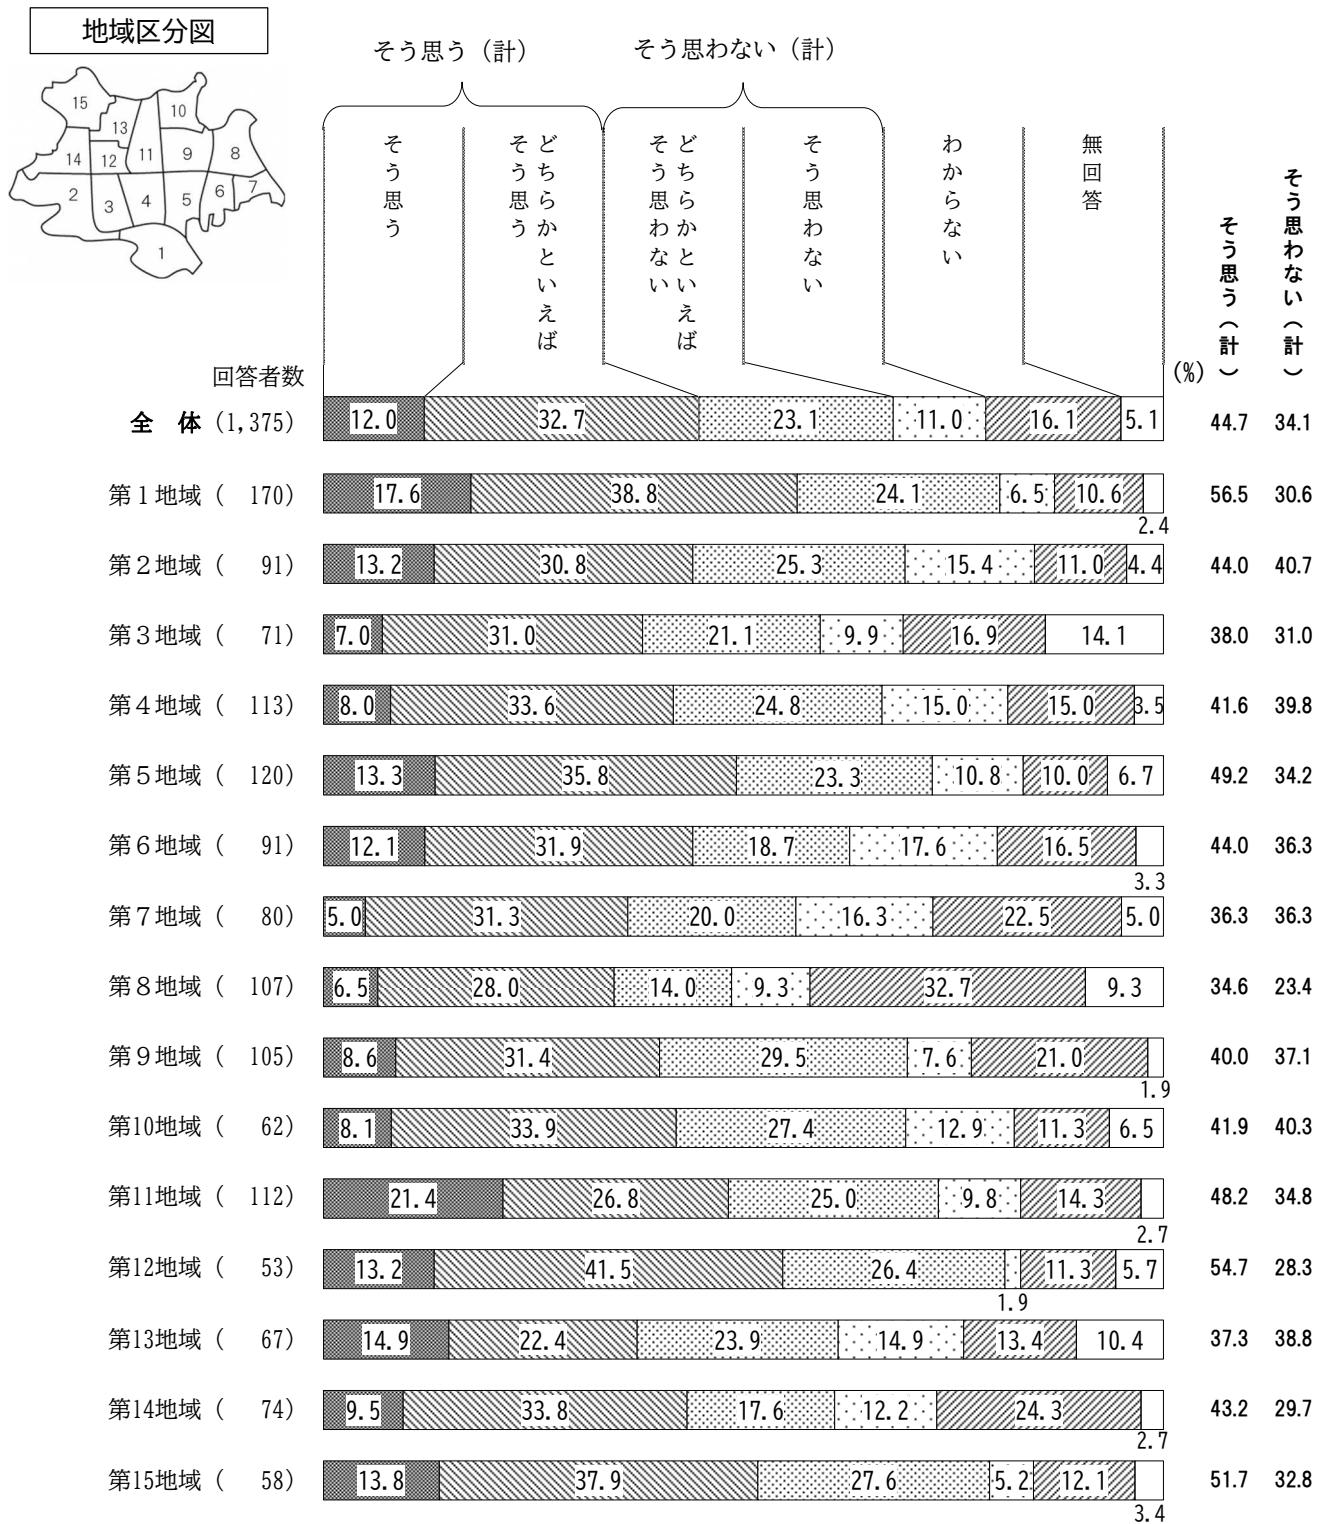 地域区分図
15
10
13
14
12
11
9
8
2
3
4
5
6
7
1
そう思う（計）
そう思わない（計）
そう思う
どちらかといえば
そう思う
どちらかといえば
そう思わない
そう思わない
わからない
無回答
そう思う（計）
そう思わない（計）
回答者数
(%)
全　体 (1,375) 12.0 32.7 23.1 11.0 16.1 5.1 44.7 34.1
第１地域 ( 170) 17.6 38.8 24.1 6.5 10.6 2.4 56.5 30.6
第２地域 ( 91) 13.2 30.8 25.3 15.4 11.0 4.4 44.0 40.7
第３地域 ( 71) 7.0 31.0 21.1 9.9 16.9 14.1 38.0 31.0
第４地域 ( 113) 8.0 33.6 24.8 15.0 15.0 3.5 41.6 39.8
第５地域 ( 120) 13.3 35.8 23.3 10.8 10.0 6.7 49.2 34.2
第６地域 ( 91) 12.1 31.9 18.7 17.6 16.5 3.3 44.0 36.3
第７地域 ( 80) 5.0 31.3 20.0 16.3 22.5 5.0 36.3 36.3
第８地域 ( 107) 6.5 28.0 14.0 9.3 32.7 9.3 34.6 23.4
第９地域 ( 105) 8.6 31.4 29.5 7.6 21.0 1.9 40.0 37.1
第10地域 ( 62) 8.1 33.9 27.4 12.9 11.3 6.5 41.9 40.3
第11地域 ( 112) 21.4 26.8 25.0 9.8 14.3 2.7 48.2 34.8
第12地域 ( 53) 13.2 41.5 26.4 1.9 11.3 5.7 54.7 28.3
第13地域 ( 67) 14.9 22.4 23.9 14.9 13.4 10.4 37.3 38.8
第14地域 ( 74) 9.5 33.8 17.6 12.2 24.3 2.7 43.2 29.7
第15地域 ( 58) 13.8 37.9 27.6 5.2 12.1 3.4 51.7 32.8